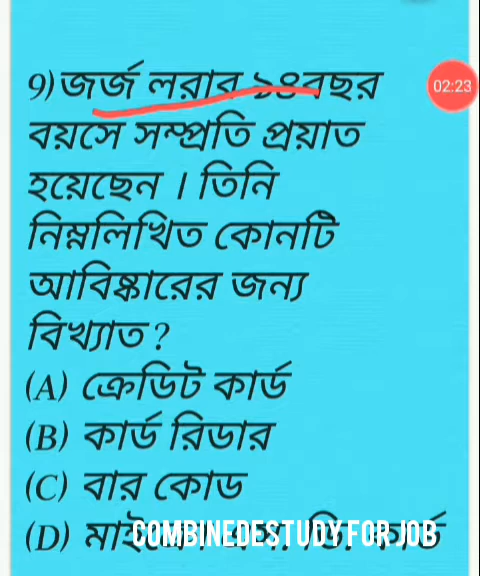 9) জর্জ লরার ৯৪বছর
02:23
বয়সে সম্প্রতি প্রয়াত
হয়েছেন । তিনি
নিম্নলিখিত কোনটি
আবিষ্কারের জন্য
বিখ্যাত ?
(A) ক্রেডিট কার্ড
(B) কার্ড রিডার
(C) বার কোড
(D) কার্ড
COMBINEDESTUDY FOR JOB